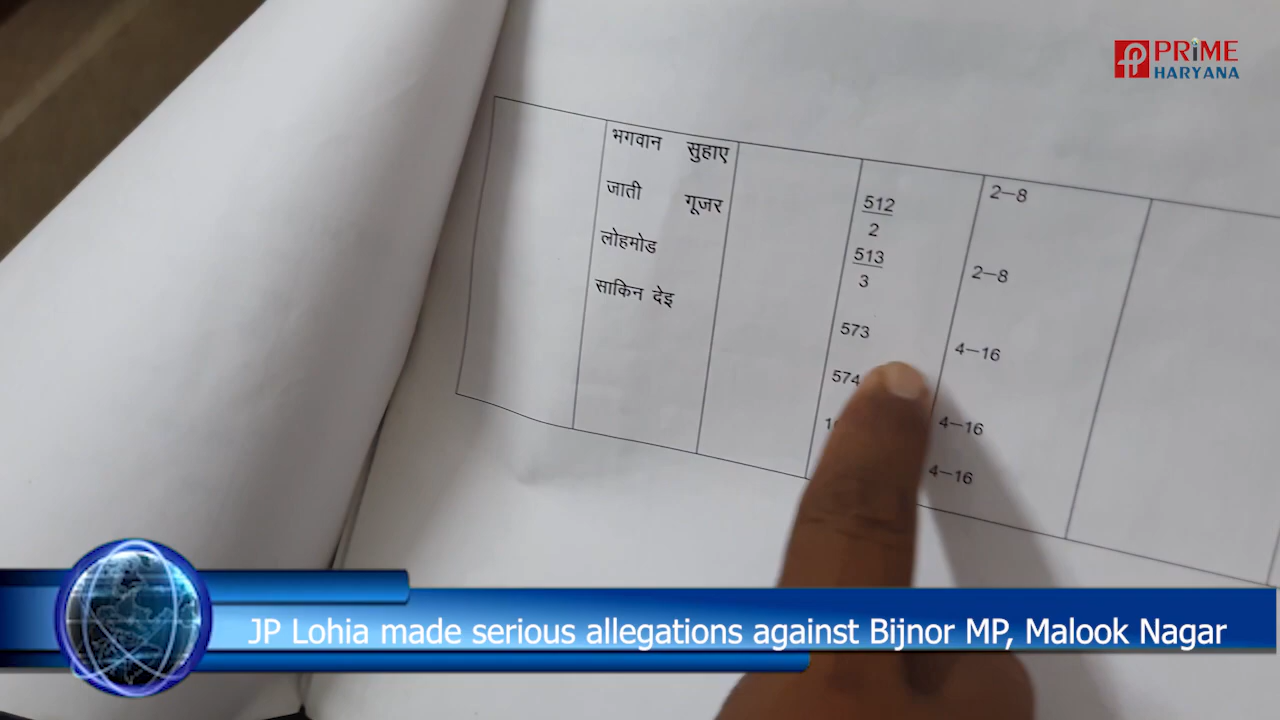 PRiME
HARYANA
भगवान सुहाए
जाती गूजर
लोहमोड
साकिन देइ
512
2
513
3
573
574
2–8
2–8
4–16
4–16
4–16
JP Lohia made serious allegations against Bijnor MP, Malook Nagar